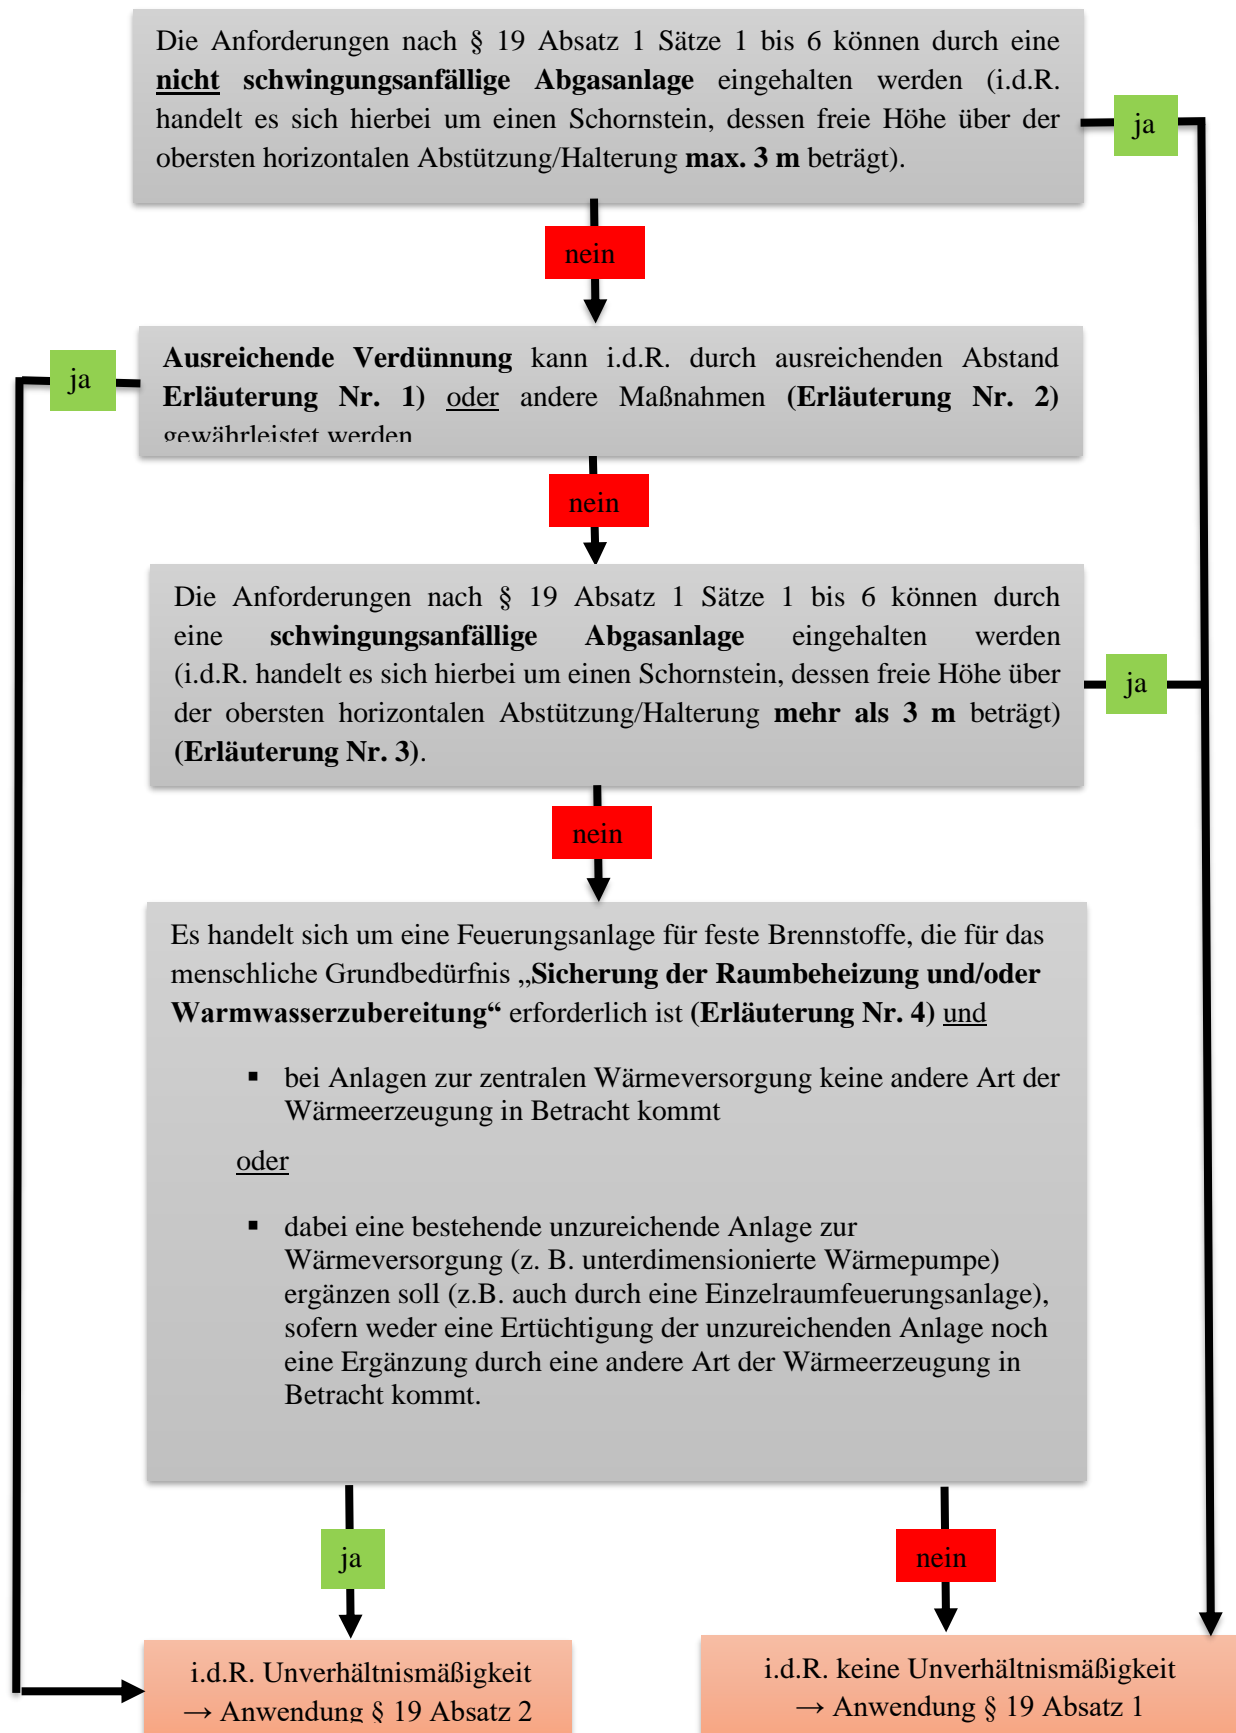 Die Anforderungen nach § 19 Absatz 1 Sätze 1 bis 6 können durch eine
nicht schwingungsanfällige Abgasanlage eingehalten werden (i.d.R.
handelt es sich hierbei um einen Schornstein, dessen freie Höhe über der
obersten horizontalen Abstützung/Halterung max. 3 m beträgt).
ja
nein
ja
Ausreichende Verdünnung kann i.d.R. durch ausreichenden Abstand
Erläuterung Nr. 1) oder andere Maßnahmen (Erläuterung Nr. 2)
gewährleistet werden
nein
Die Anforderungen nach § 19 Absatz 1 Sätze 1 bis 6 können durch
eine schwingungsanfällige Abgasanlage eingehalten werden
(i.d.R. handelt es sich hierbei um einen Schornstein, dessen freie Höhe über
der obersten horizontalen Abstützung/Halterung mehr als 3 m beträgt)
(Erläuterung Nr. 3).
ja
nein
Es handelt sich um eine Feuerungsanlage für feste Brennstoffe, die für das
menschliche Grundbedürfnis „Sicherung der Raumbeheizung und/oder
Warmwasserzubereitung“ erforderlich ist (Erläuterung Nr. 4) und
▪ bei Anlagen zur zentralen Wärmeversorgung keine andere Art der
Wärmeerzeugung in Betracht kommt
oder
▪ dabei eine bestehende unzureichende Anlage zur
Wärmeversorgung (z. B. unterdimensionierte Wärmepumpe)
ergänzen soll (z.B. auch durch eine Einzelraumfeuerungsanlage),
sofern weder eine Ertüchtigung der unzureichenden Anlage noch
eine Ergänzung durch eine andere Art der Wärmeerzeugung in
Betracht kommt.
ja
nein
i.d.R. Unverhältnismäßigkeit
→ Anwendung § 19 Absatz 2
i.d.R. keine Unverhältnismäßigkeit
→ Anwendung § 19 Absatz 1